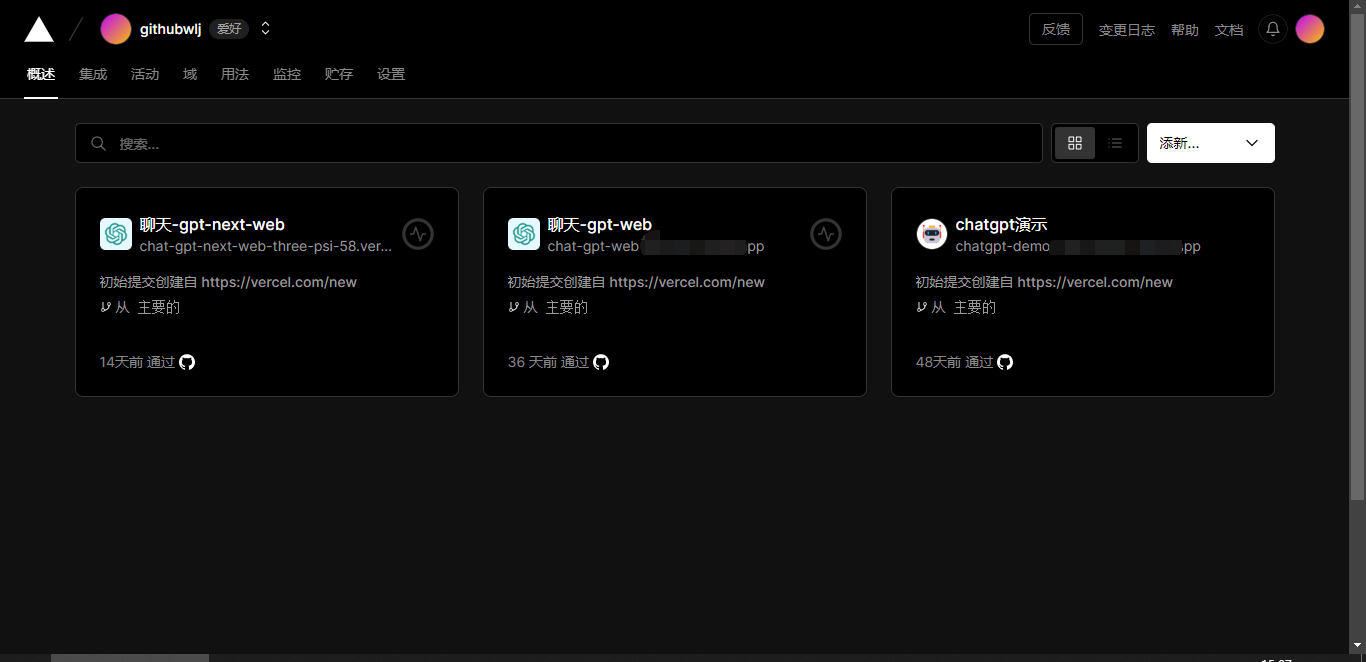 githubwlj 爱好
反馈 变更日志 帮助 文档
概述 集成 活动 域 用法 监控 贮存 设置
搜索...
添新...
聊天-gpt-next-web
chat-gpt-next-web-three-psi-58.ver...
初始提交创建自 https://vercel.com/new
从 主要的
14天前 通过
聊天-gpt-web
chat-gpt-web pp
初始提交创建自 https://vercel.com/new
从 主要的
36 天前 通过
chatgpt演示
chatgpt-demo pp
初始提交创建自 https://vercel.com/new
从 主要的
48天前 通过